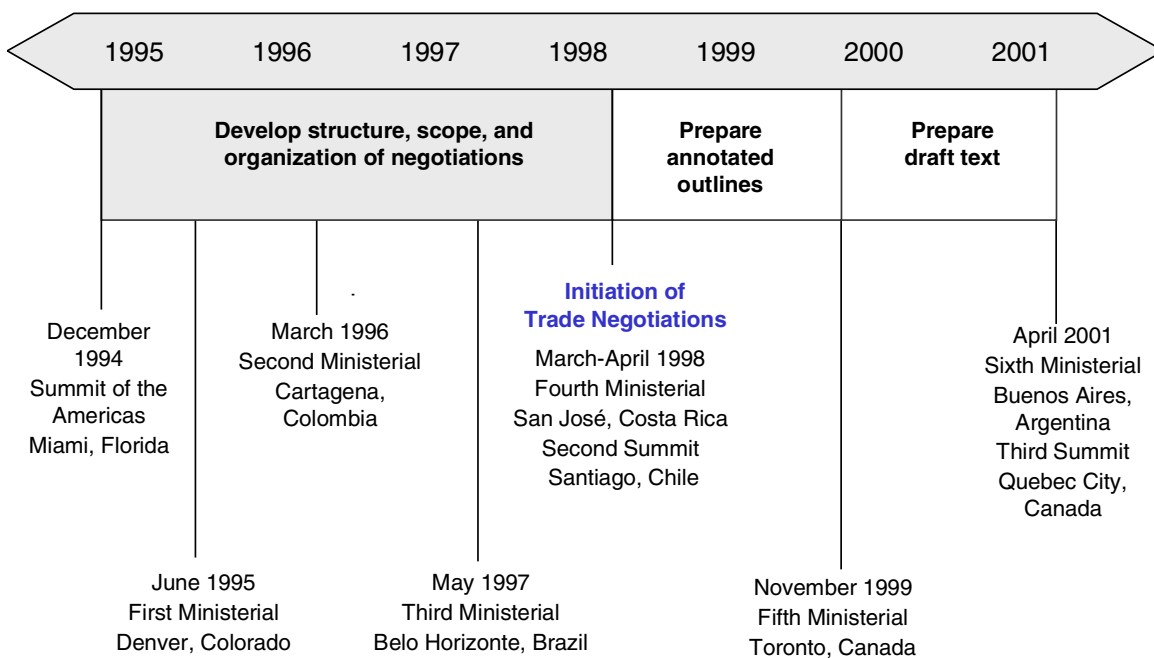 1995 1996 1997 1998 1999 2000 2001
Develop structure, scope, and
organization of negotiations
Prepare
annotated
outlines
Prepare
draft text
December
1994
Summit of the
Americas
Miami, Florida
June 1995
First Ministerial
Denver, Colorado
March 1996
Second Ministerial
Cartagena,
Colombia
May 1997
Third Ministerial
Belo Horizonte, Brazil
Initiation of
Trade Negotiations
March-April 1998
Fourth Ministerial
San José, Costa Rica
Second Summit
Santiago, Chile
November 1999
Fifth Ministerial
Toronto, Canada
April 2001
Sixth Ministerial
Buenos Aires,
Argentina
Third Summit
Quebec City,
Canada